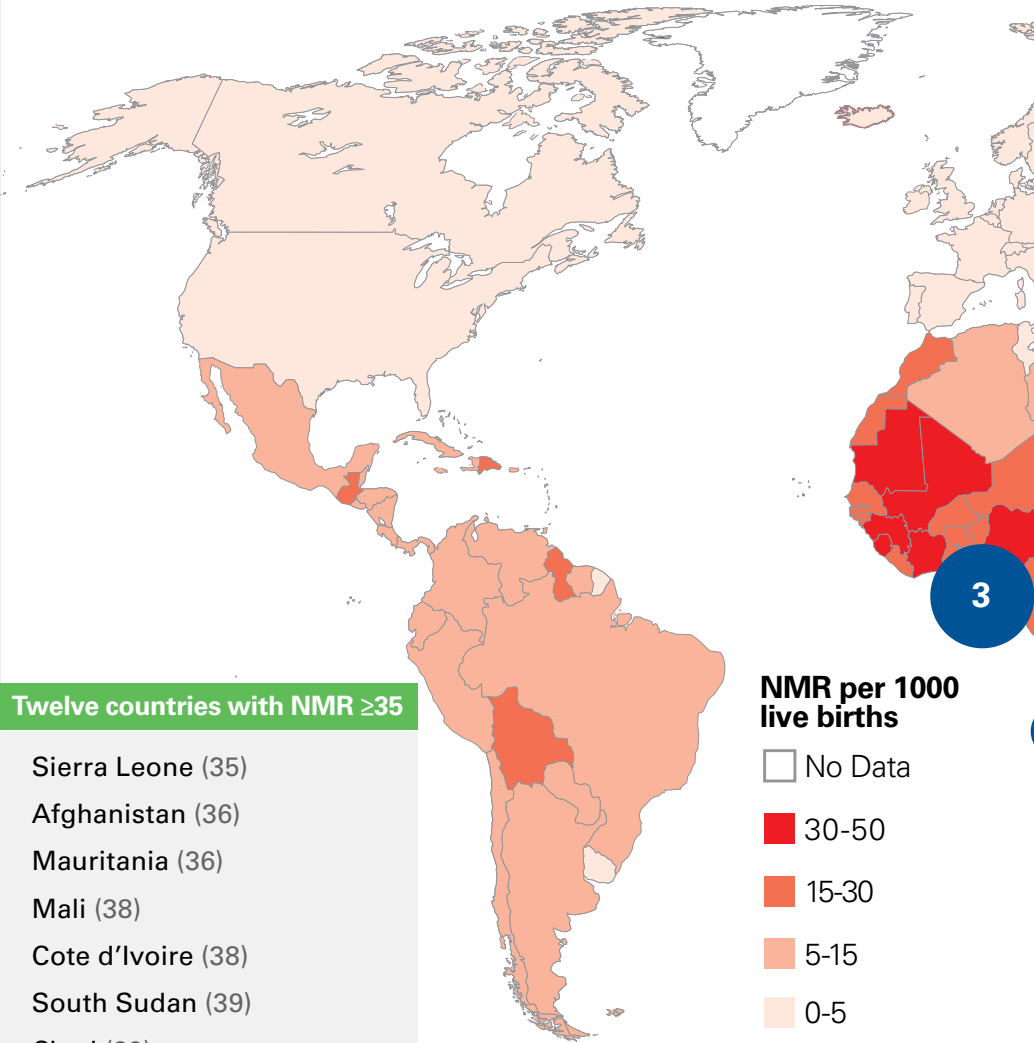 3
Twelve countries with NMR ≥35
Sierra Leone (35)
Afghanistan (36)
Mauritania (36)
Mali (38)
Cote d’Ivoire (38)
South Sudan (39)
NMR per 1000
live births
No Data
30-50
15-30
5-15
0-5